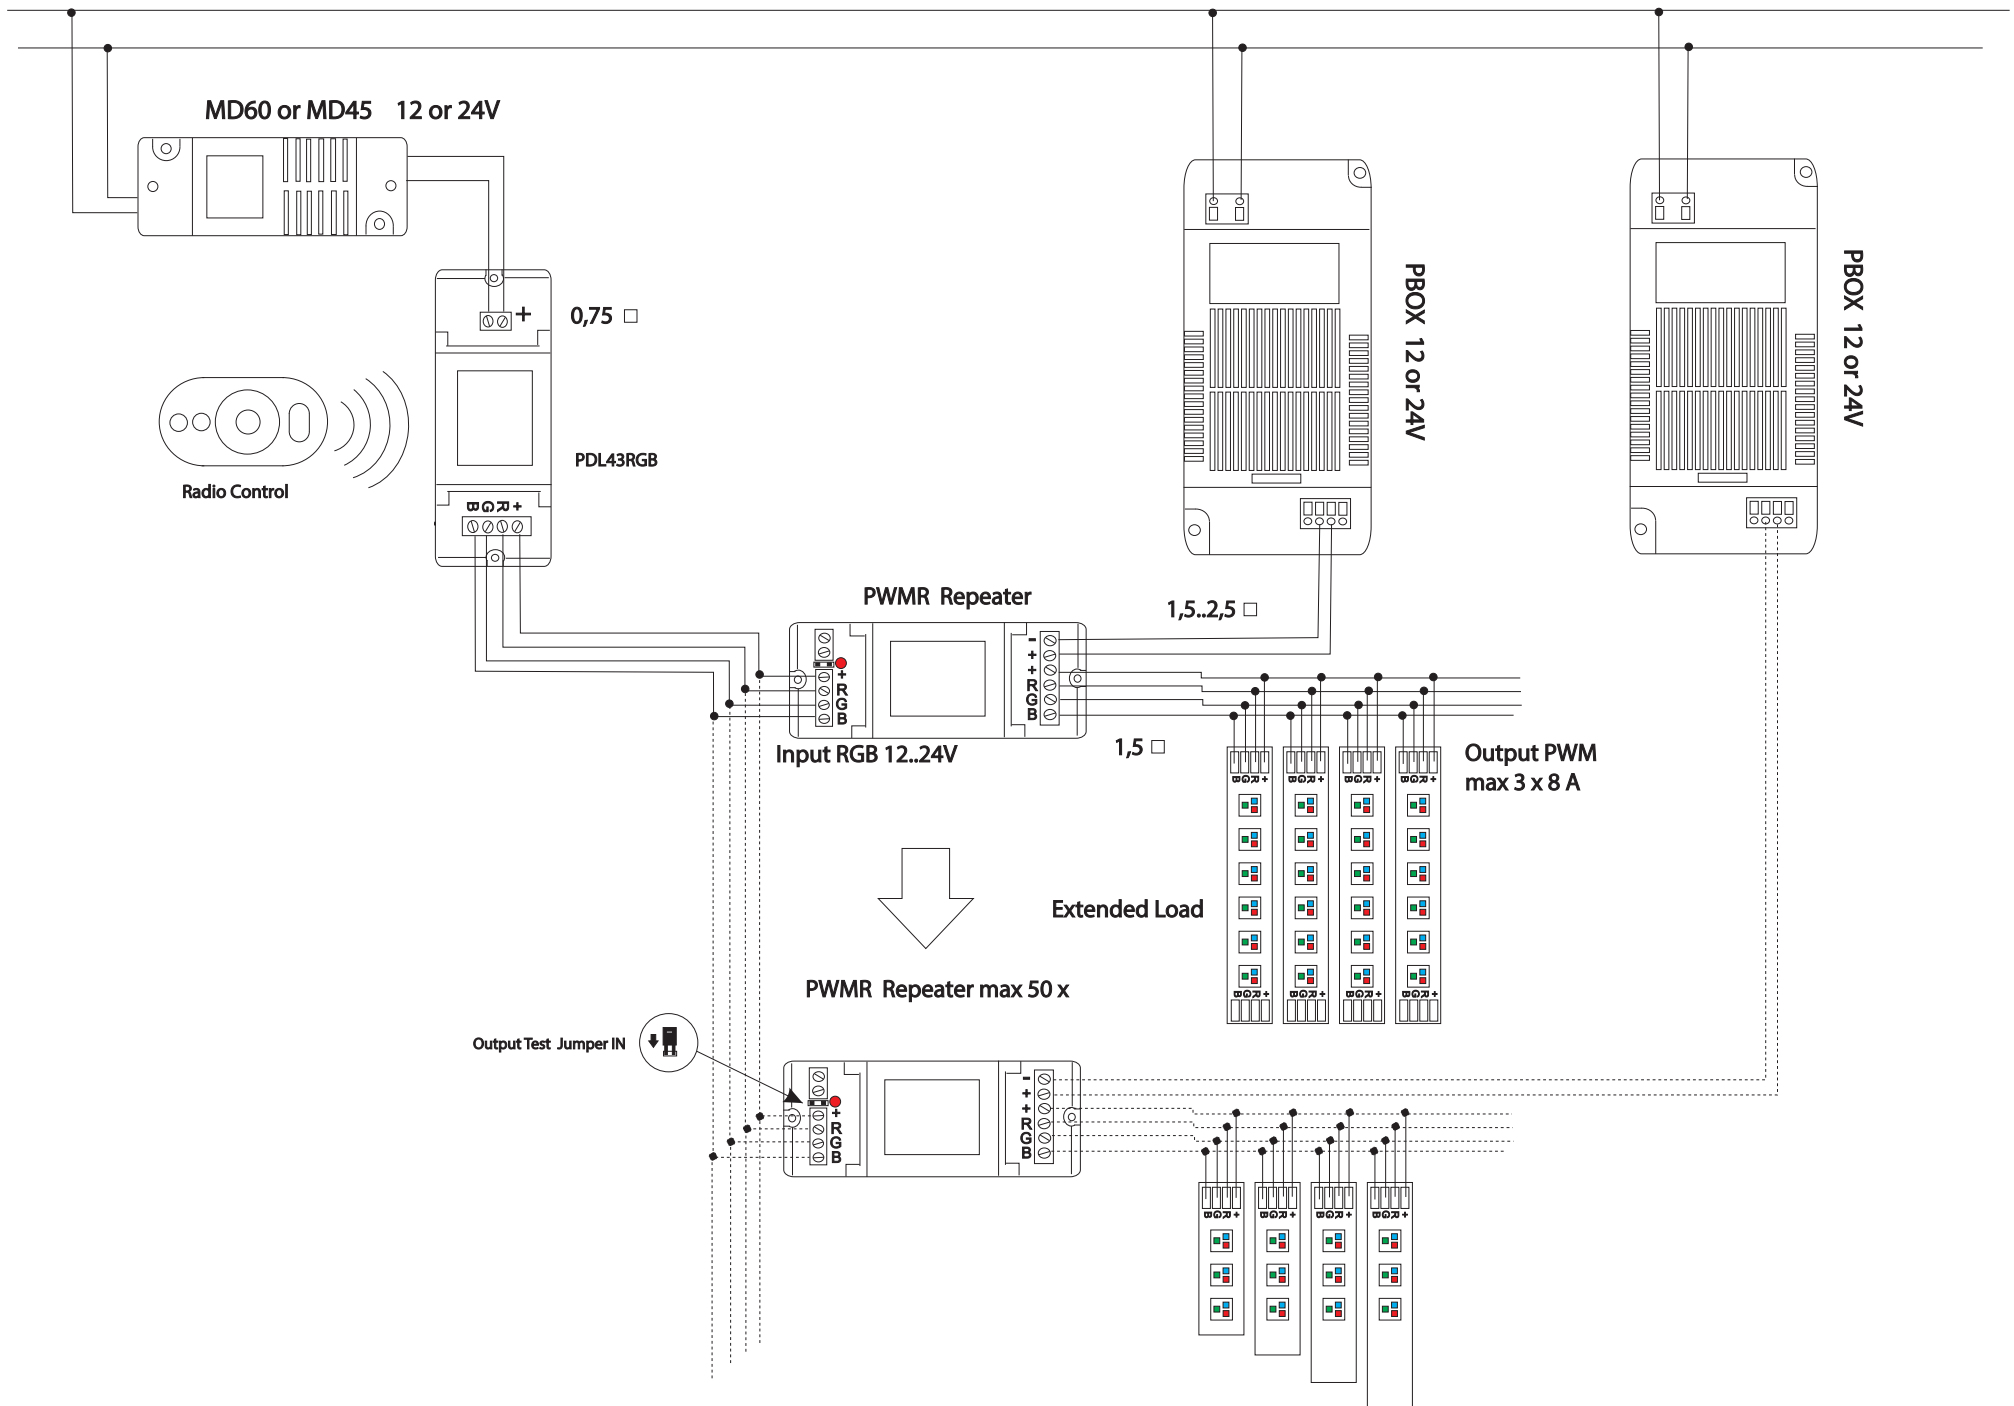 MD60 or MD45 12 or 24V
PBOX 12 or 24V
PBOX 12 or 24V
+
0,75 □
PDL43RGB
Radio Control
B G R +
PWMR Repeater
1,5..2,5 □
+
R
G
B
-
+
+
R
G
B
Input RGB 12..24V
1,5 □
Output PWM
max 3 x 8 A
B G R +
B G R +
B G R +
B G R +
Extended Load
B G R +
B G R +
B G R +
B G R +
PWMR Repeater max 50 x
Output Test Jumper IN
+
R
G
B
-
+
+
R
G
B
B G R +
B G R +
B G R +
B G R +